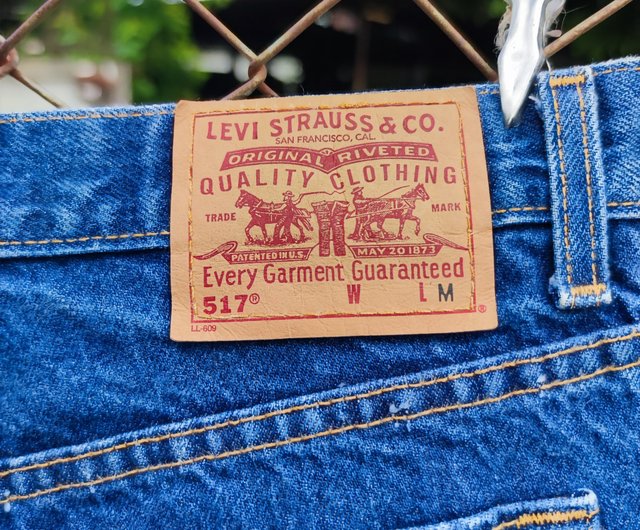 LEVI STRAUSS & CO.
SAN FRANCISCO, CAL.
ORIGINAL RIVETED
QUALITY CLOTHING
TRADE MARK
PATENTED IN U.S. MAY 20 1873
Every Garment Guaranteed
517® W L M
LL-609 ®